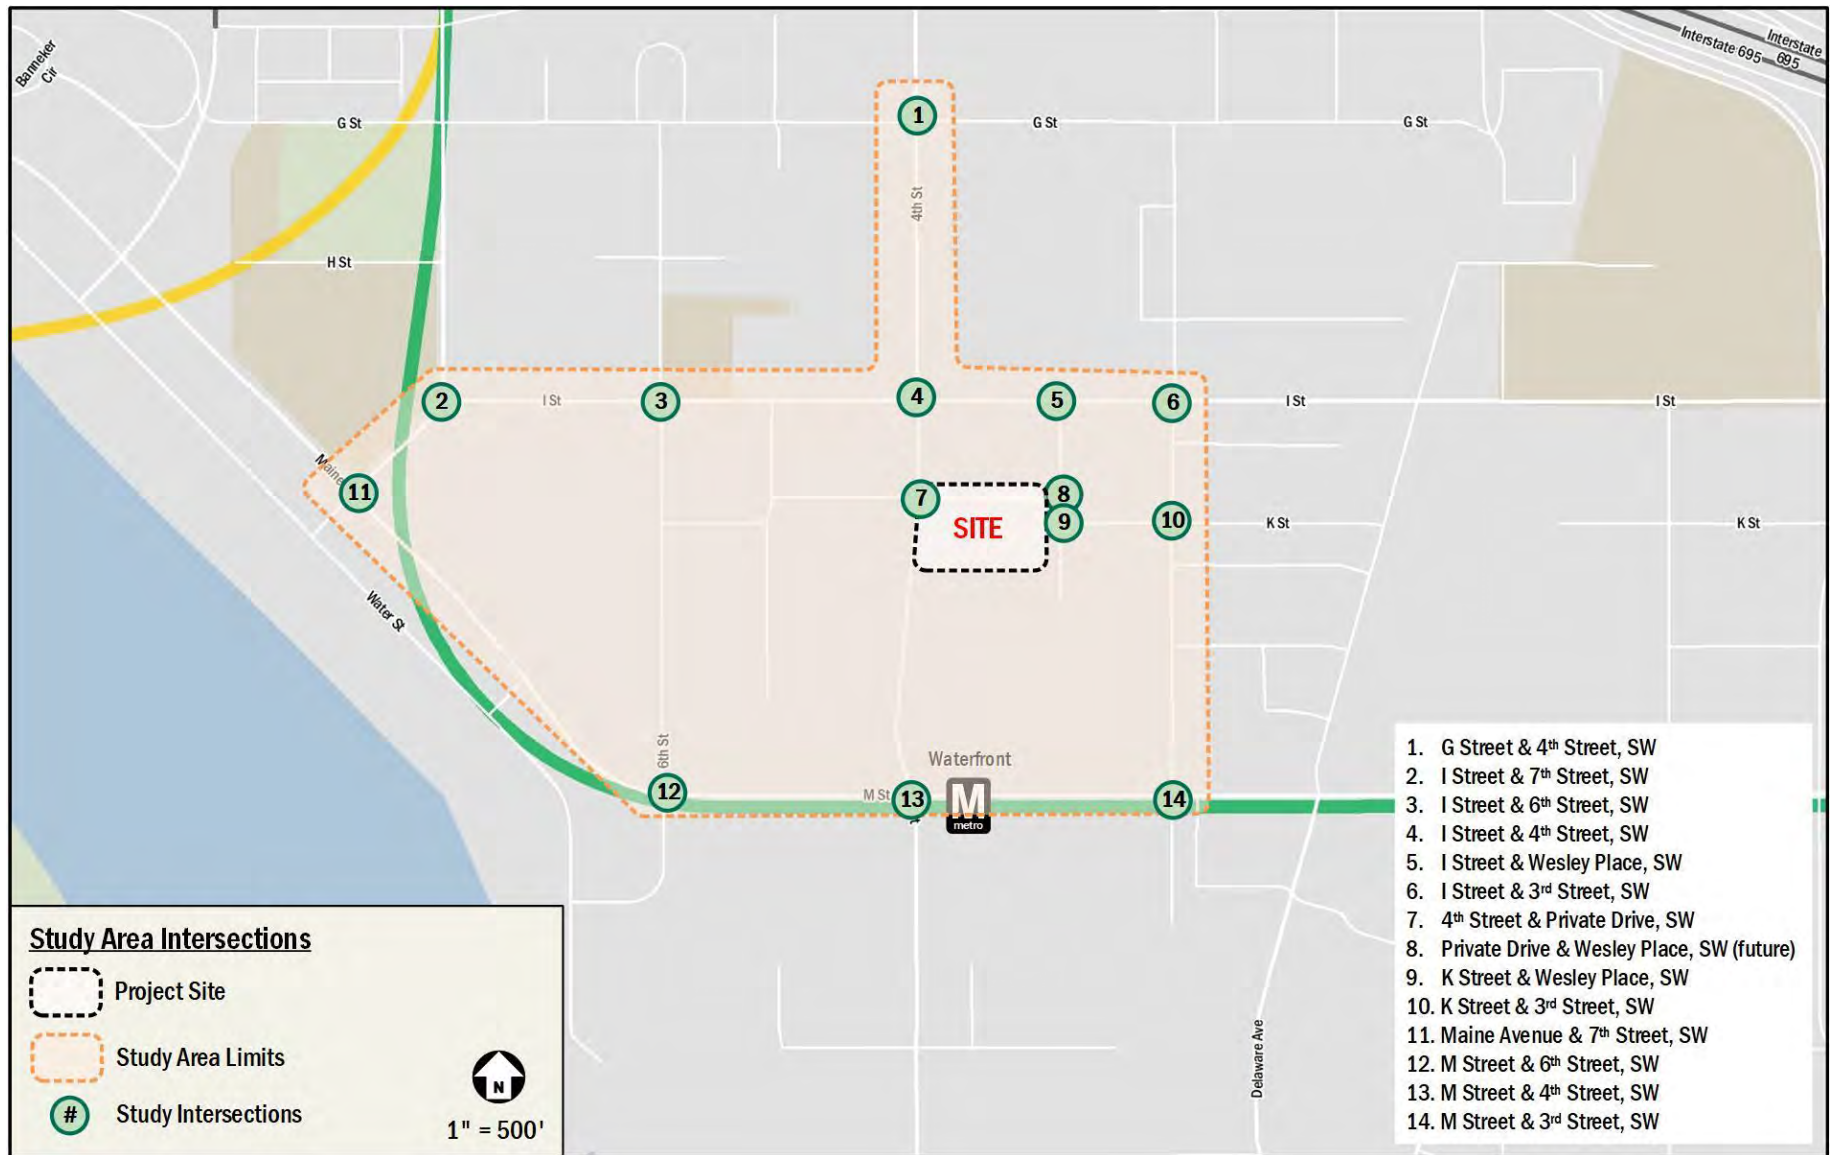 Banneker
Cir
Interstate 695
Interstate
695
G St
1
G St
G St
4th St
H St
2
I St
3
4
5
6
I St
I St
Maine
11
7
8
SITE
9
10
K St
K St
Water St
6th St
Waterfront
12
M St
13
M
metro
14
Delaware Ave
1. G Street & 4th Street, SW
2. I Street & 7th Street, SW
3. I Street & 6th Street, SW
4. I Street & 4th Street, SW
5. I Street & Wesley Place, SW
6. I Street & 3rd Street, SW
7. 4th Street & Private Drive, SW
8. Private Drive & Wesley Place, SW (future)
9. K Street & Wesley Place, SW
10. K Street & 3rd Street, SW
11. Maine Avenue & 7th Street, SW
12. M Street & 6th Street, SW
13. M Street & 4th Street, SW
14. M Street & 3rd Street, SW
Study Area Intersections
Project Site
Study Area Limits
# Study Intersections
N
1" = 500'